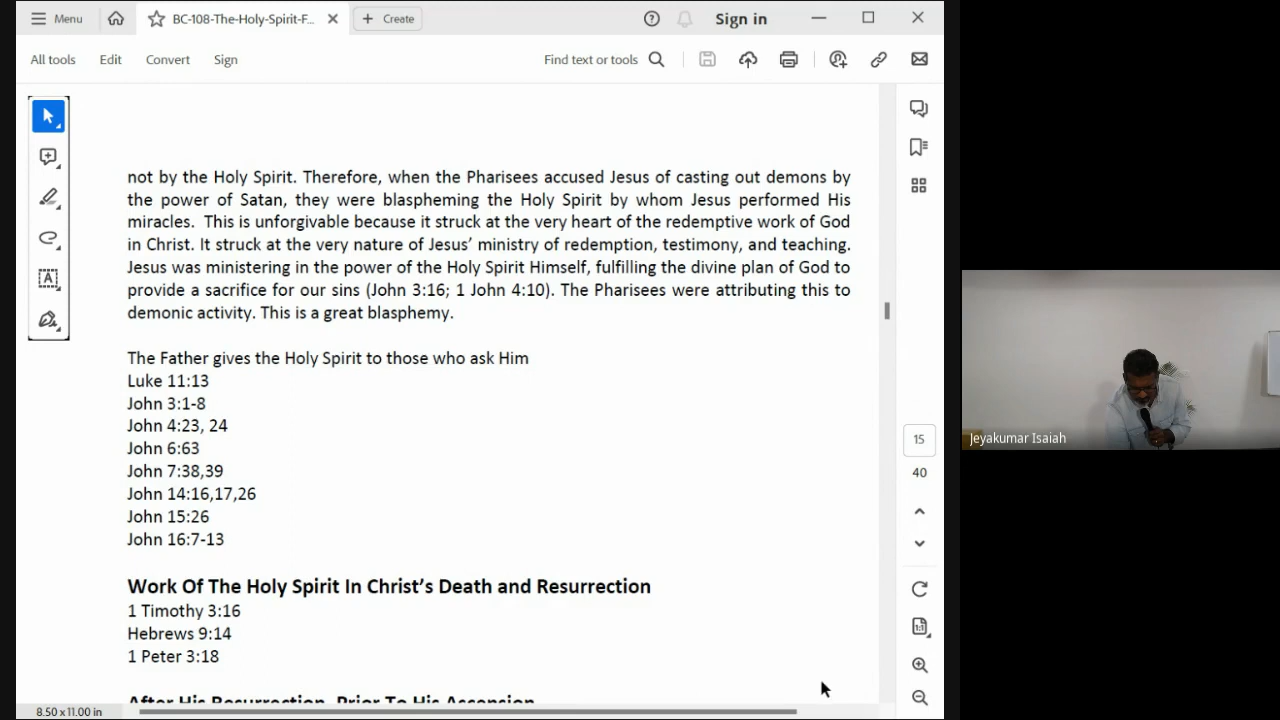 Menu
BC-108-The-Holy-Spirit-F...
Create
Sign in
All tools
Edit
Convert
Sign
Find text or tools
not by the Holy Spirit. Therefore, when the Pharisees accused Jesus of casting out demons by
the power of Satan, they were blaspheming the Holy Spirit by whom Jesus performed His
miracles.  This is unforgivable because it struck at the very heart of the redemptive work of God
in Christ. It struck at the very nature of Jesus’ ministry of redemption, testimony, and teaching.
Jesus was ministering in the power of the Holy Spirit Himself, fulfilling the divine plan of God to
provide a sacrifice for our sins (John 3:16; 1 John 4:10). The Pharisees were attributing this to
demonic activity. This is a great blasphemy.
The Father gives the Holy Spirit to those who ask Him
Luke 11:13
John 3:1-8
John 4:23, 24
John 6:63
John 7:38,39
John 14:16,17,26
John 15:26
John 16:7-13
Work Of The Holy Spirit In Christ’s Death and Resurrection
1 Timothy 3:16
Hebrews 9:14
1 Peter 3:18
After His Resurrection, Prior To His Ascension
15
40
8.50 x 11.00 in
Jeyakumar Isaiah